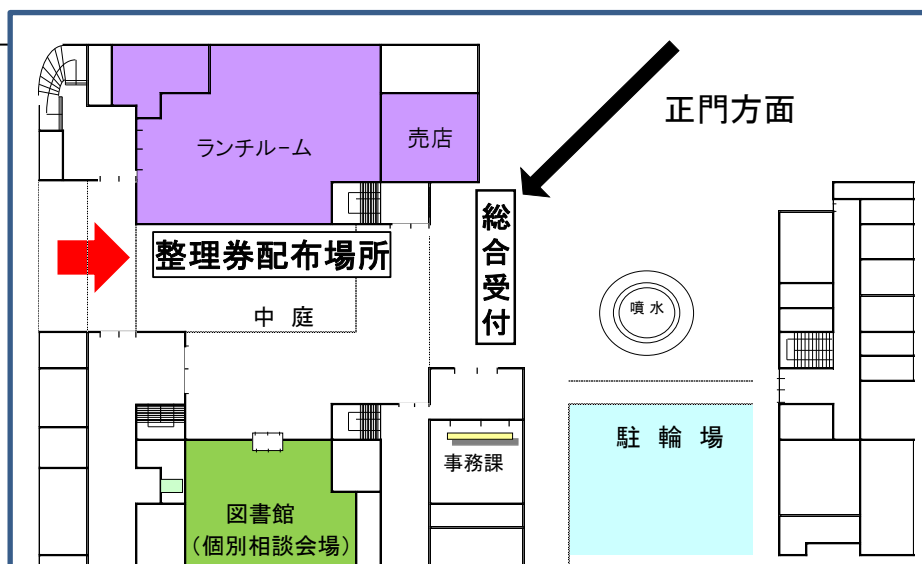 正門方面
ランチルーム
売店
総合受付
整理券配布場所
中庭
噴水
駐輪場
事務課
図書館
（個別相談会場）